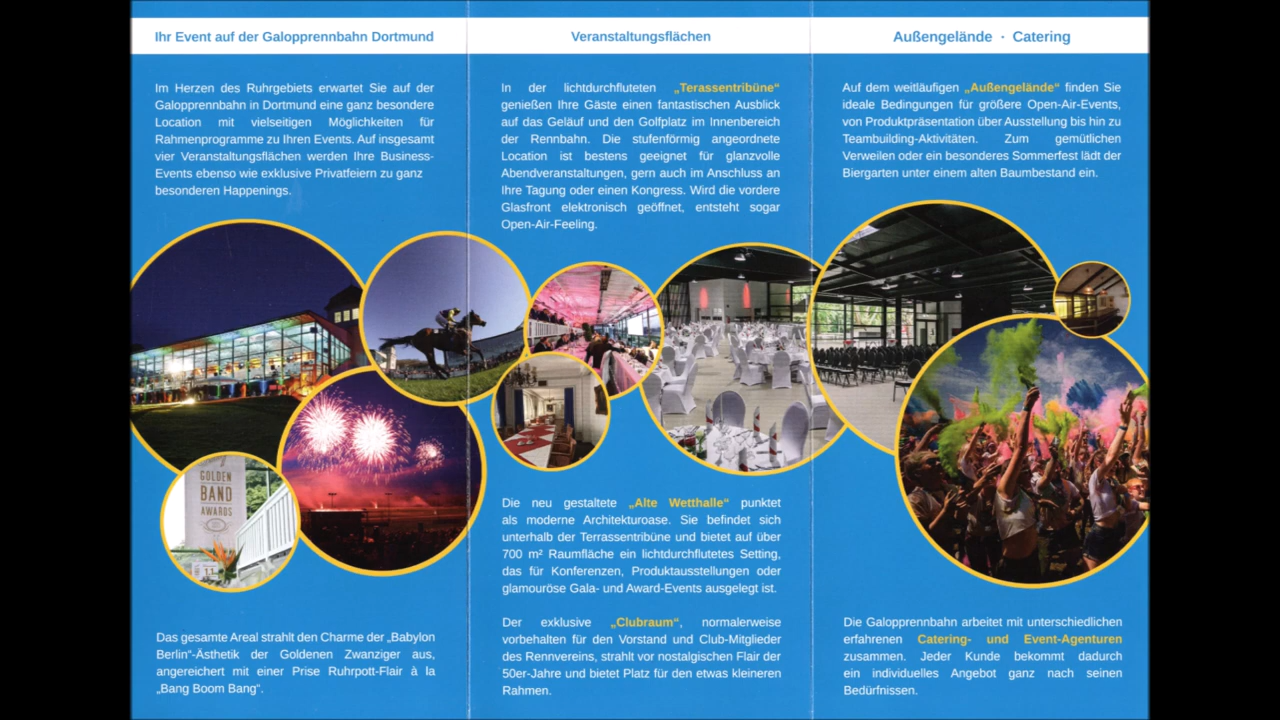 Ihr Event auf der Galopprennbahn Dortmund
Im Herzen des Ruhrgebiets erwartet Sie auf der
Galopprennbahn in Dortmund eine ganz besondere
Location mit vielseitigen Möglichkeiten für
Rahmenprogramme zu Ihren Events. Auf insgesamt
vier Veranstaltungsflächen werden Ihre Business-
Events ebenso wie exklusive Privatfeiern zu ganz
besonderen Happenings.
GOLDEN
BAND
AWARDS
11
Das gesamte Areal strahlt den Charme der „Babylon
Berlin"-Ästhetik der Goldenen Zwanziger aus,
angereichert mit einer Prise Ruhrpott-Flair à la
„Bang Boom Bang".
Veranstaltungsflächen
In der lichtdurchfluteten „Terassentribüne“
genießen Ihre Gäste einen fantastischen Ausblick
auf das Geläuf und den Golfplatz im Innenbereich
der Rennbahn. Die stufenförmig angeordnete
Location ist bestens geeignet für glanzvolle
Abendveranstaltungen, gern auch im Anschluss an
Ihre Tagung oder einen Kongress. Wird die vordere
Glasfront elektronisch geöffnet, entsteht sogar
Open-Air-Feeling.
Die neu gestaltete „Alte Wetthalle“ punktet
als moderne Architekturoase. Sie befindet sich
unterhalb der Terrassentribüne und bietet auf über
700 m² Raumfläche ein lichtdurchflutetes Setting,
das für Konferenzen, Produktausstellungen oder
glamouröse Gala- und Award-Events ausgelegt ist.
Der exklusive „Clubraum“, normalerweise
vorbehalten für den Vorstand und Club-Mitglieder
des Rennvereins, strahlt vor nostalgischen Flair der
50er-Jahre und bietet Platz für den etwas kleineren
Rahmen.
Außengelände · Catering
Auf dem weitläufigen „Außengelände“ finden Sie
ideale Bedingungen für größere Open-Air-Events,
von Produktpräsentation über Ausstellung bis hin zu
Teambuilding-Aktivitäten. Zum gemütlichen
Verweilen oder ein besonderes Sommerfest lädt der
Biergarten unter einem alten Baumbestand ein.
Die Galopprennbahn arbeitet mit unterschiedlichen
erfahrenen Catering- und Event-Agenturen
zusammen. Jeder Kunde bekommt dadurch
ein individuelles Angebot ganz nach seinen
Bedürfnissen.